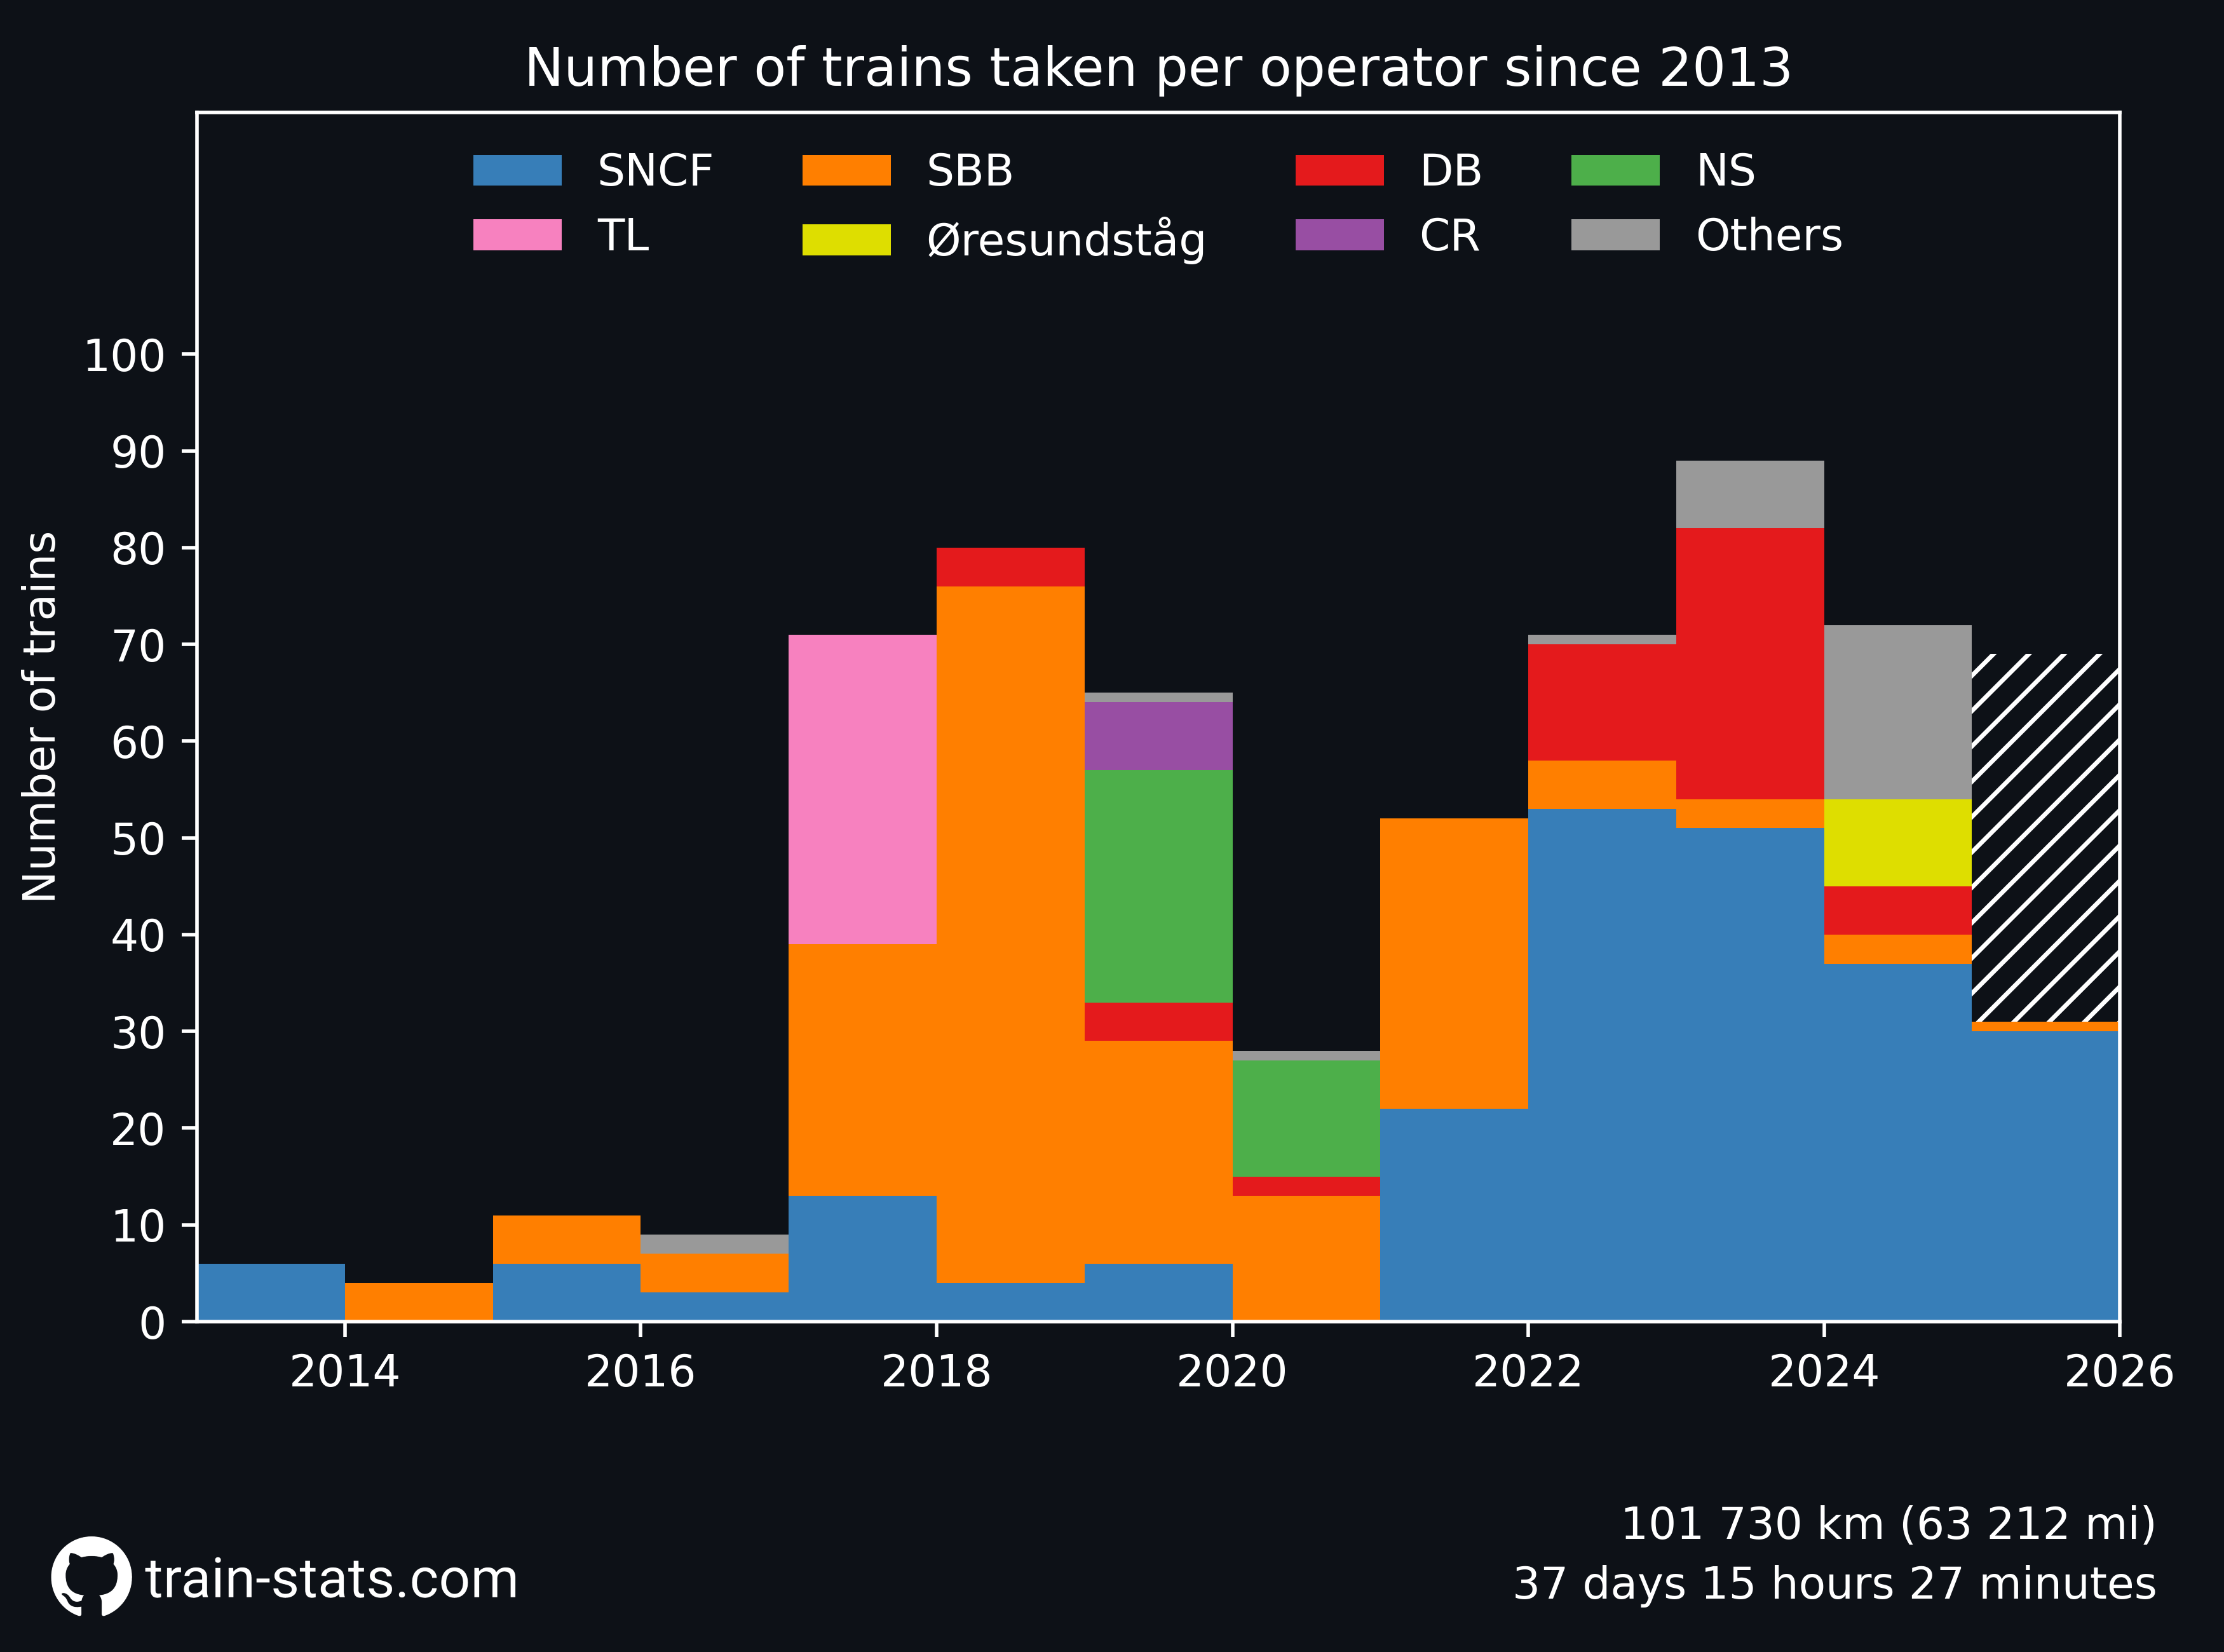 Number of trains taken per operator since 2013
SNCF SBB DB NS
TL Øresundståg CR Others
Number of trains
100
90
80
70
60
50
40
30
20
10
0
2014 2016 2018 2020 2022 2024 2026
101 730 km (63 212 mi)
train-stats.com
37 days 15 hours 27 minutes